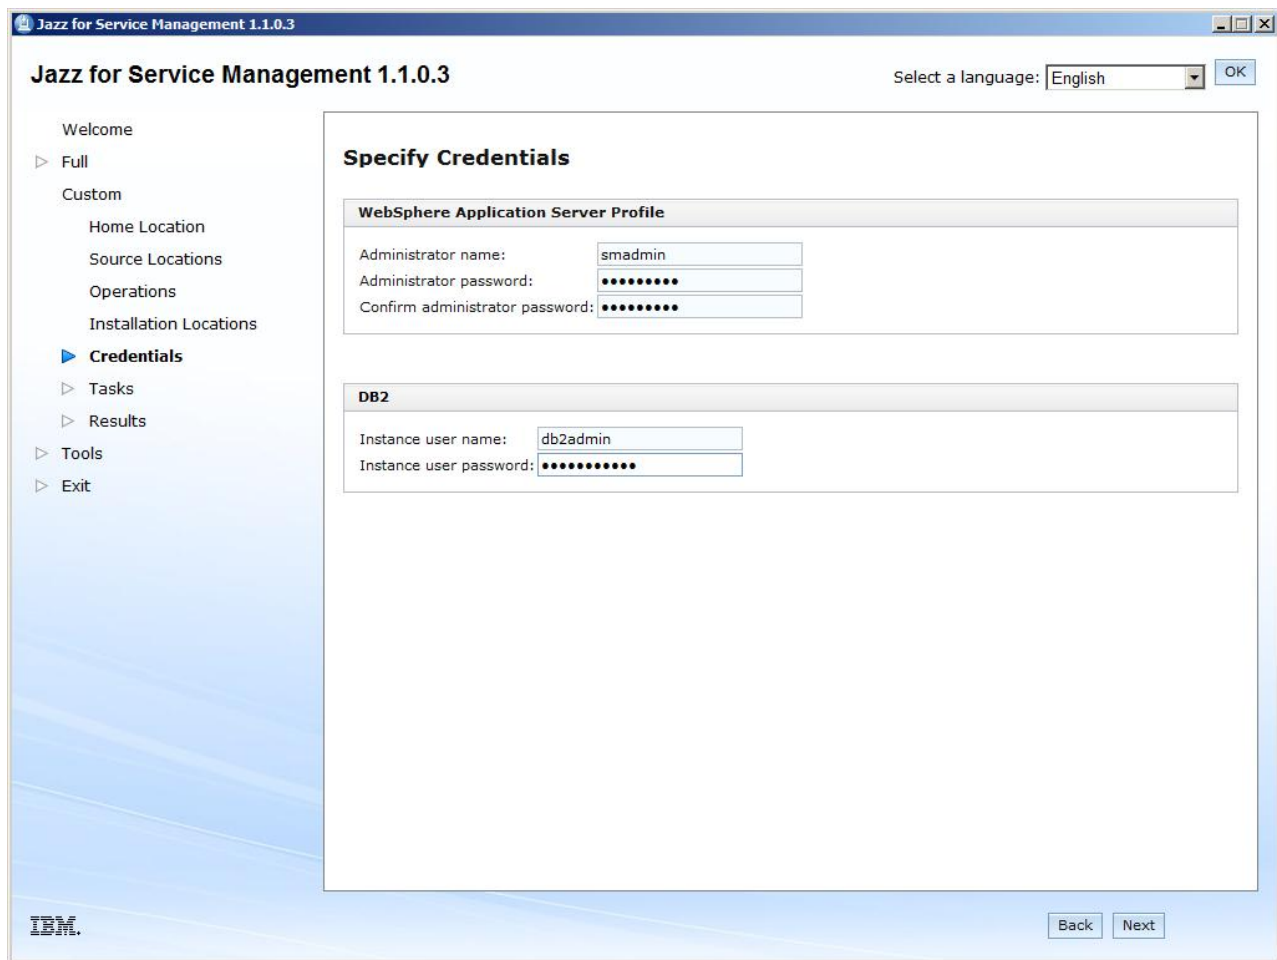 Jazz for Service Management 1.1.0.3
Jazz for Service Management 1.1.0.3
Select a language: English OK
Welcome
Full
Custom
Home Location
Source Locations
Operations
Installation Locations
Credentials
Tasks
Results
Tools
Exit
Specify Credentials
WebSphere Application Server Profile
Administrator name: smadmin
Administrator password: •••••••••
Confirm administrator password: •••••••••
DB2
Instance user name: db2admin
Instance user password: •••••••••••
IBM.
Back Next